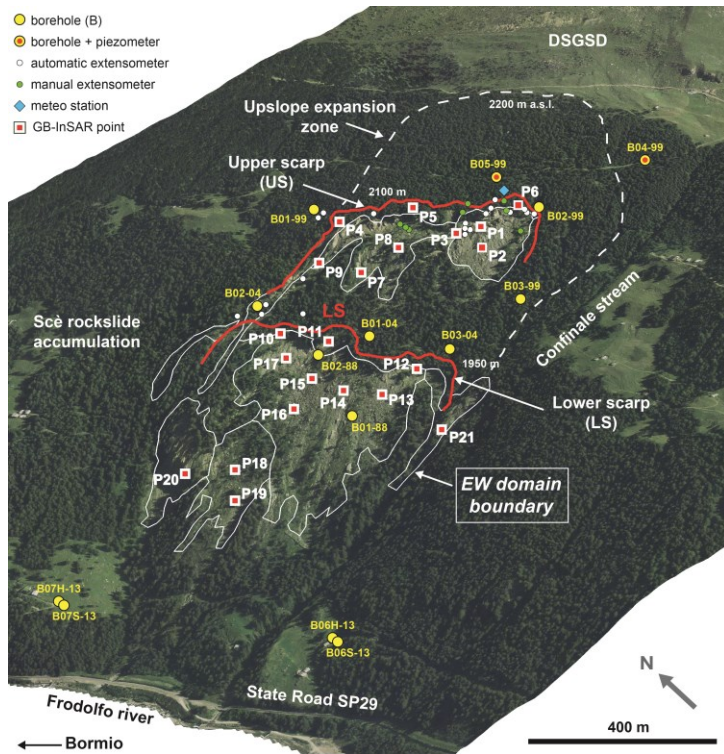 borehole (B)
borehole + piezometer
automatic extensometer
manual extensometer
meteo station
GB-InSAR point
DSGSD
2200 m a.s.l.
Upslope expansion
zone
B04-99
B05-99
Upper scarp
(US)
2100 m
P6
B01-99
P5
B02-99
P4
P3
P1
P8
P2
P9
P7
B03-99
B02-04
Confinale stream
LS
Scè rockslide
accumulation
P10
P11
B01-04
B03-04
P17
B02-88
P12
1950 m
P15
P14
P13
Lower scarp
(LS)
P16
B01-88
P21
P20
P18
EW domain
boundary
P19
B07H-13
B07S-13
B06H-13
B06S-13
N
State Road SP29
Frodolfo river
Bormio
400 m